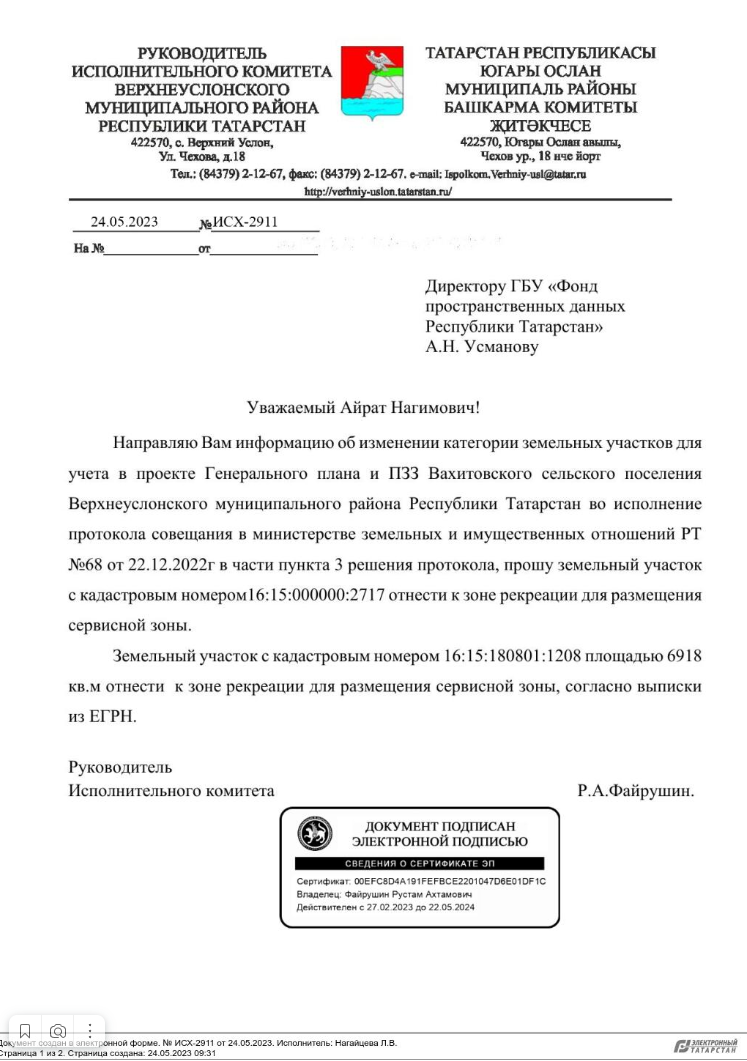 РУКОВОДИТЕЛЬ
ИСПОЛНИТЕЛЬНОГО КОМИТЕТА
ВЕРХНЕУСЛОНСКОГО
МУНИЦИПАЛЬНОГО РАЙОНА
РЕСПУБЛИКИ ТАТАРСТАН
422570, с. Верхний Услон,
Ул. Чехова, д.18
ТАТАРСТАН РЕСПУБЛИКАСЫ
ЮГАРЫ ОСЛАН
МУНИЦИПАЛЬ РАЙОНЫ
БАШКАРМА КОМИТЕТЫ
ҖИТӘКЧЕСЕ
422570, Югары Ослан авылы,
Чехов ур., 18 нче йорт
Тел.: (84379) 2-12-67, факс: (84379) 2-12-67. e-mail: Ispolkom.Verhniy-usl@tatar.ru
http://verhniy-uslon.tatarstan.ru/
24.05.2023 №ИСХ-2911
На №____________от______________
Директору ГБУ «Фонд
пространственных данных
Республики Татарстан»
А.Н. Усманову
Уважаемый Айрат Нагимович!
Направляю Вам информацию об изменении категории земельных участков для
учета в проекте Генерального плана и ПЗЗ Вахитовского сельского поселения
Верхнеуслонского муниципального района Республики Татарстан во исполнение
протокола совещания в министерстве земельных и имущественных отношений РТ
№68 от 22.12.2022г в части пункта 3 решения протокола, прошу земельный участок
с кадастровым номером16:15:000000:2717 отнести к зоне рекреации для размещения
сервисной зоны.
Земельный участок с кадастровым номером 16:15:180801:1208 площадью 6918
кв.м отнести к зоне рекреации для размещения сервисной зоны, согласно выписки
из ЕГРН.
Руководитель
Исполнительного комитета Р.А.Файрушин.
ДОКУМЕНТ ПОДПИСАН
ЭЛЕКТРОННОЙ ПОДПИСЬЮ
СВЕДЕНИЯ О СЕРТИФИКАТЕ ЭП
Сертификат: 00EFC8D4A191FEFBCE2201047D6E01DF1C
Владелец: Файрушин Рустам Ахтамович
Действителен с 27.02.2023 до 22.05.2024
Документ создан в электронной форме. № ИСХ-2911 от 24.05.2023. Исполнитель: Нагайцева Л.В.
Страница 1 из 2. Страница создана: 24.05.2023 09:31
ЭЛЕКТРОННЫЙ
ТАТАРСТАН